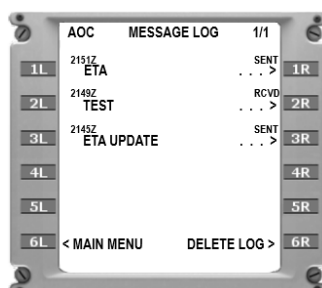 AOC MESSAGE LOG 1/1
2151Z SENT
1L ETA . . . > 1R
2149Z RCVD
2L TEST . . . > 2R
2145Z SENT
3L ETA UPDATE . . . > 3R
4L 4R
5L 5R
6L < MAIN MENU DELETE LOG > 6R